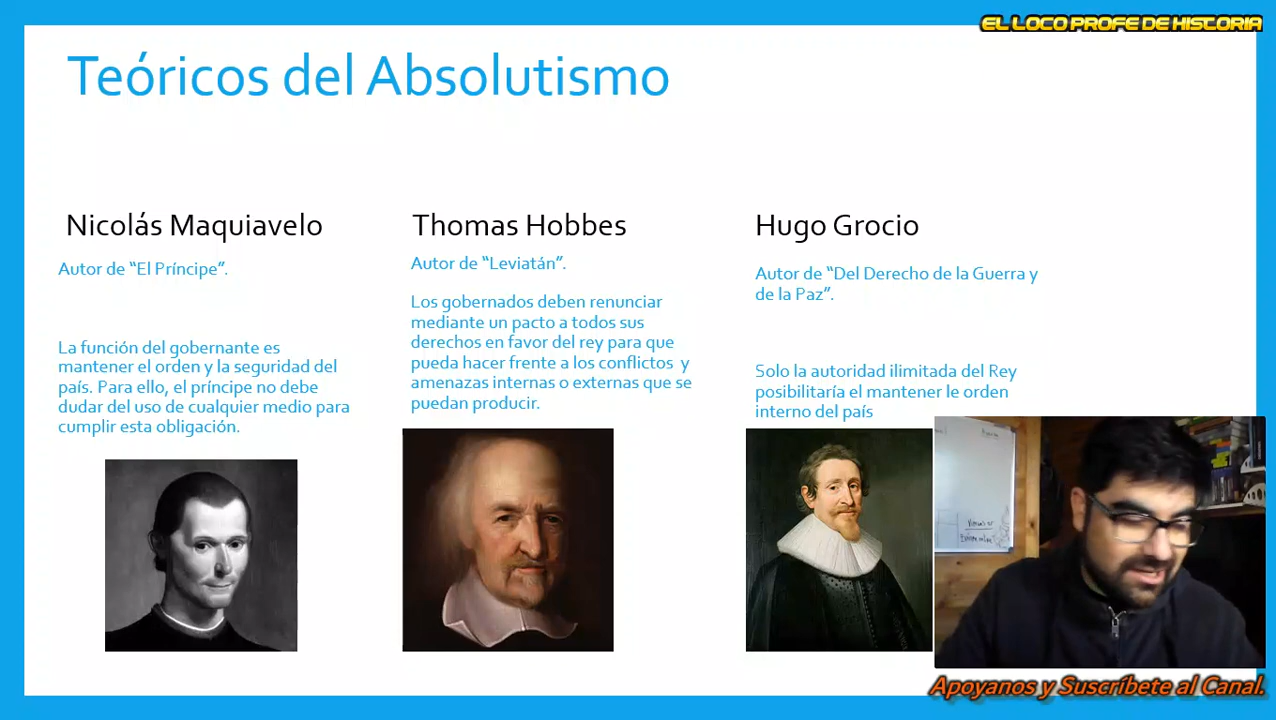 EL LOCO PROFE DE HISTORIA
Teóricos del Absolutismo
Nicolás Maquiavelo
Autor de “El Príncipe”.
La función del gobernante es
mantener el orden y la seguridad del
país. Para ello, el príncipe no debe
dudar del uso de cualquier medio para
cumplir esta obligación.
Thomas Hobbes
Autor de “Leviatán”.
Los gobernados deben renunciar
mediante un pacto a todos sus
derechos en favor del rey para que
pueda hacer frente a los conflictos y
amenazas internas o externas que se
puedan producir.
Hugo Grocio
Autor de “Del Derecho de la Guerra y
de la Paz”.
Solo la autoridad ilimitada del Rey
posibilitaría el mantener le orden
interno del país
Apoyanos y Suscríbete al Canal.